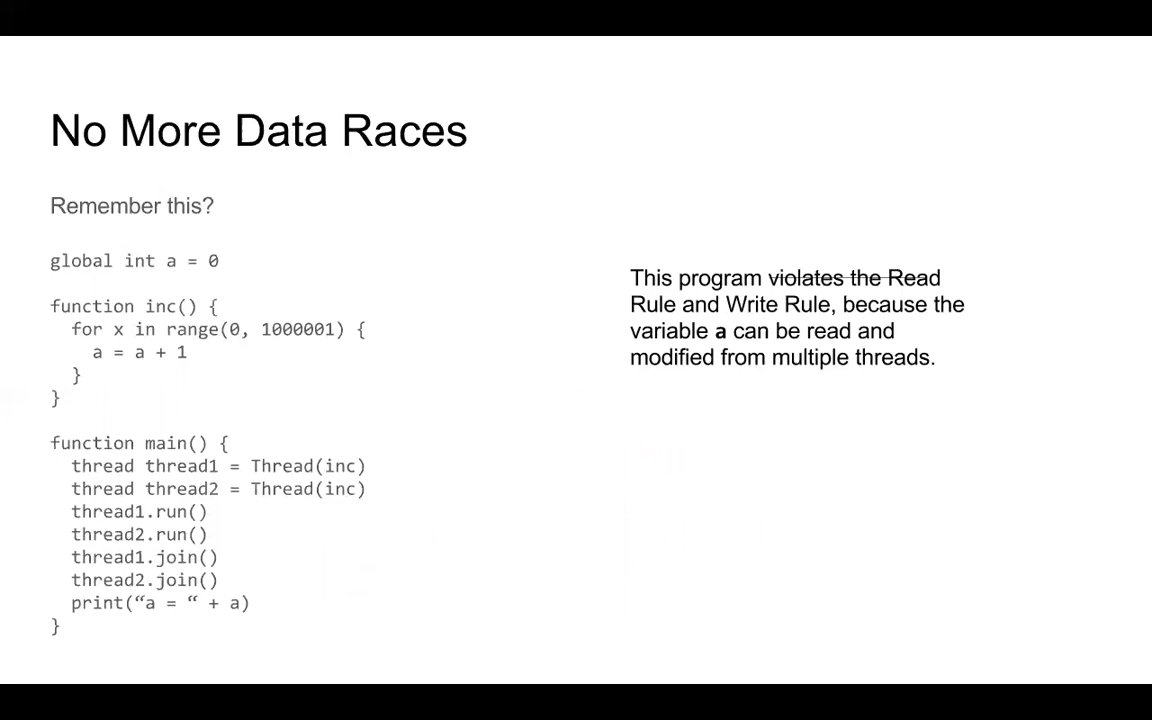 No More Data Races
Remember this?
global int a = 0
function inc() {
  for x in range(0, 1000001) {
    a = a + 1
  }
}
function main() {
  thread thread1 = Thread(inc)
  thread thread2 = Thread(inc)
  thread1.run()
  thread2.run()
  thread1.join()
  thread2.join()
  print(“a = “ + a)
}
This program violates the Read
Rule and Write Rule, because the
variable a can be read and
modified from multiple threads.